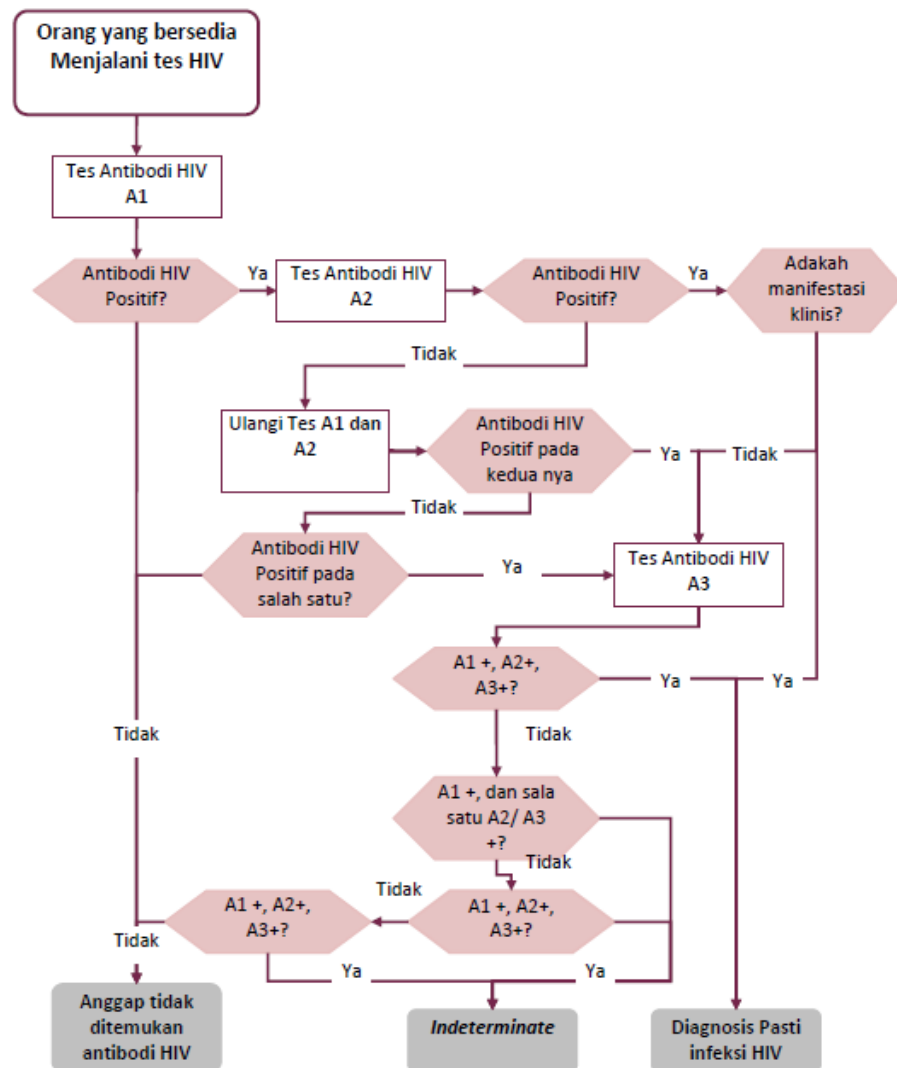 Orang yang bersedia
Menjalani tes HIV
Tes Antibodi HIV
A1
Antibodi HIV
Positif?
Ya
Tes Antibodi HIV
A2
Antibodi HIV
Positif?
Ya
Adakah
manifestasi
klinis?
Tidak
Ulangi Tes A1 dan
A2
Antibodi HIV
Positif pada
kedua nya
Ya
Tidak
Tidak
Antibodi HIV
Positif pada
salah satu?
Ya
Tes Antibodi HIV
A3
A1 +, A2+,
A3+?
Ya
Ya
Tidak
Tidak
A1 +, dan sala
satu A2/ A3
+?
Tidak
Tidak
A1 +, A2+,
A3+?
A1 +, A2+,
A3+?
Tidak
Ya
Ya
Anggap tidak
ditemukan
antibodi HIV
Indeterminate
Diagnosis Pasti
infeksi HIV